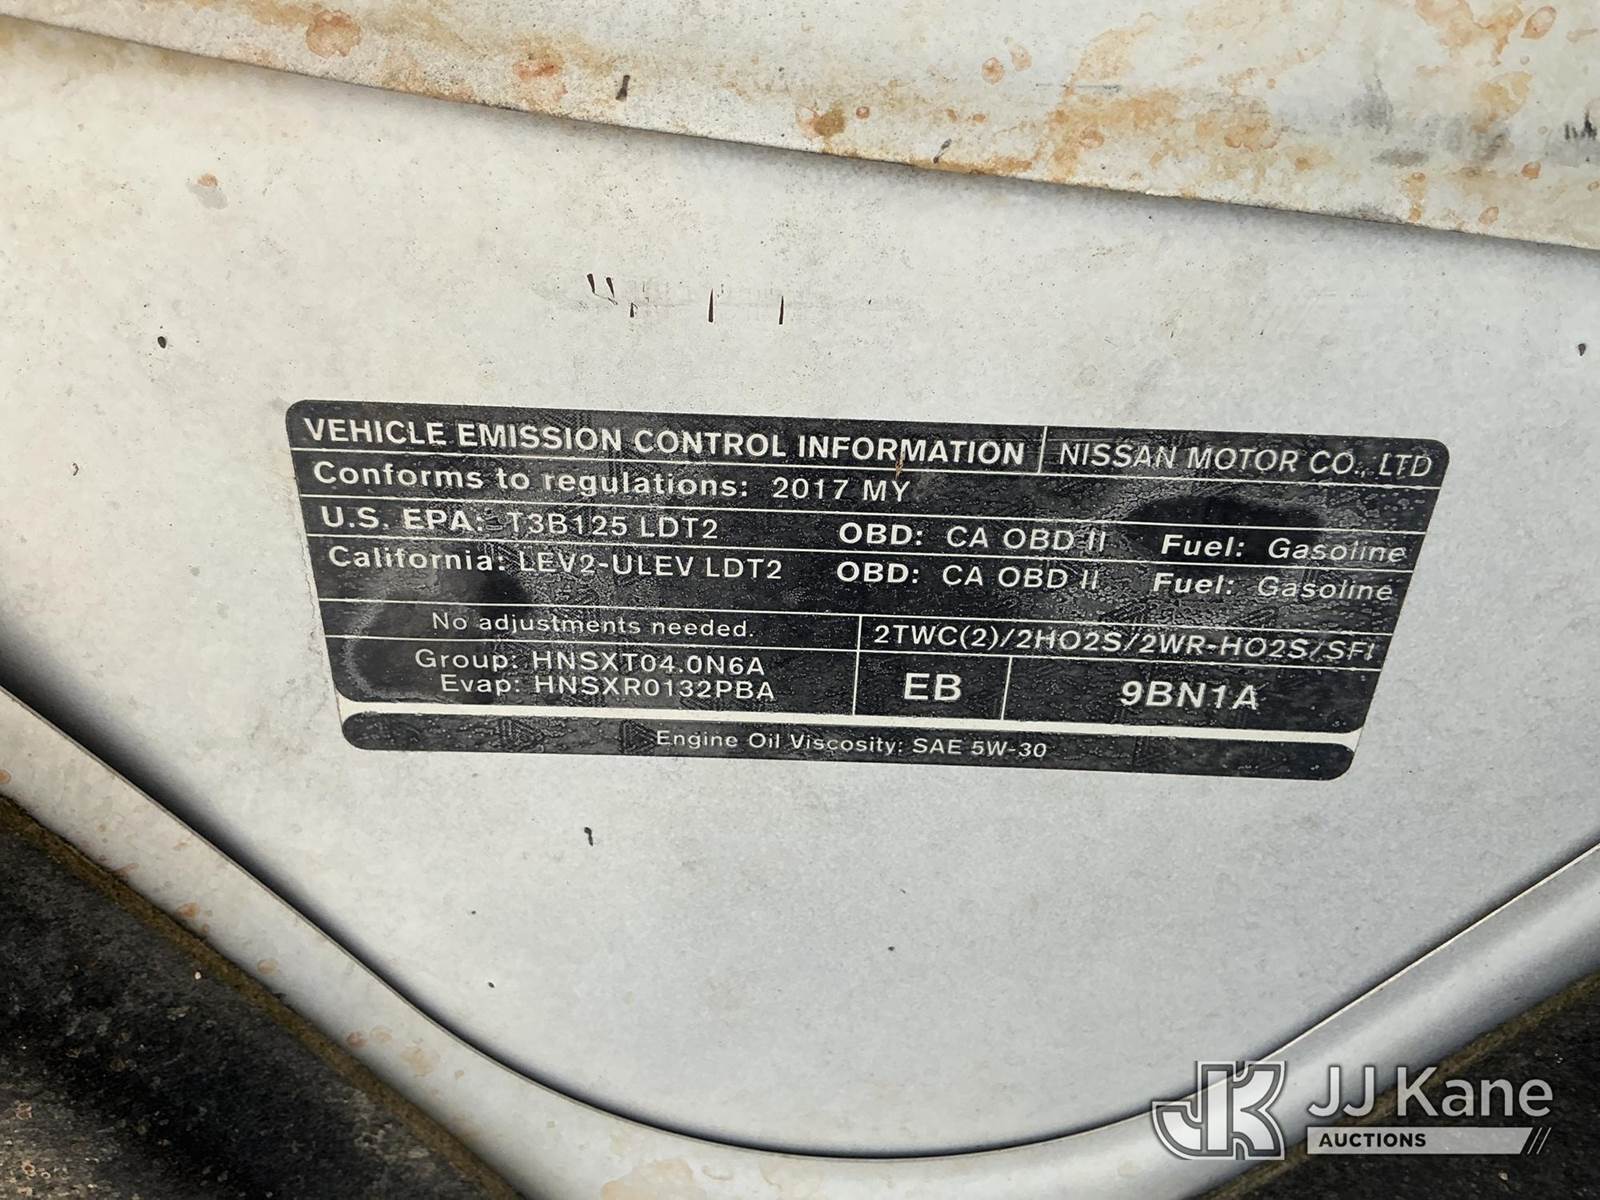 VEHICLE EMISSION CONTROL INFORMATION NISSAN MOTOR CO., LTD
Conforms to regulations: 2017 MY
U.S. EPA: T3B125 LDT2 OBD: CA OBD II Fuel: Gasoline
California: LEV2-ULEV LDT2 OBD: CA OBD II Fuel: Gasoline
No adjustments needed. 2TWC(2)/2HO2S/2WR-HO2S/SFI
Group: HNSXT04.0N6A
Evap: HNSXR0132PBA
EB 9BN1A
Engine Oil Viscosity: SAE 5W-30
JK JJ Kane
AUCTIONS